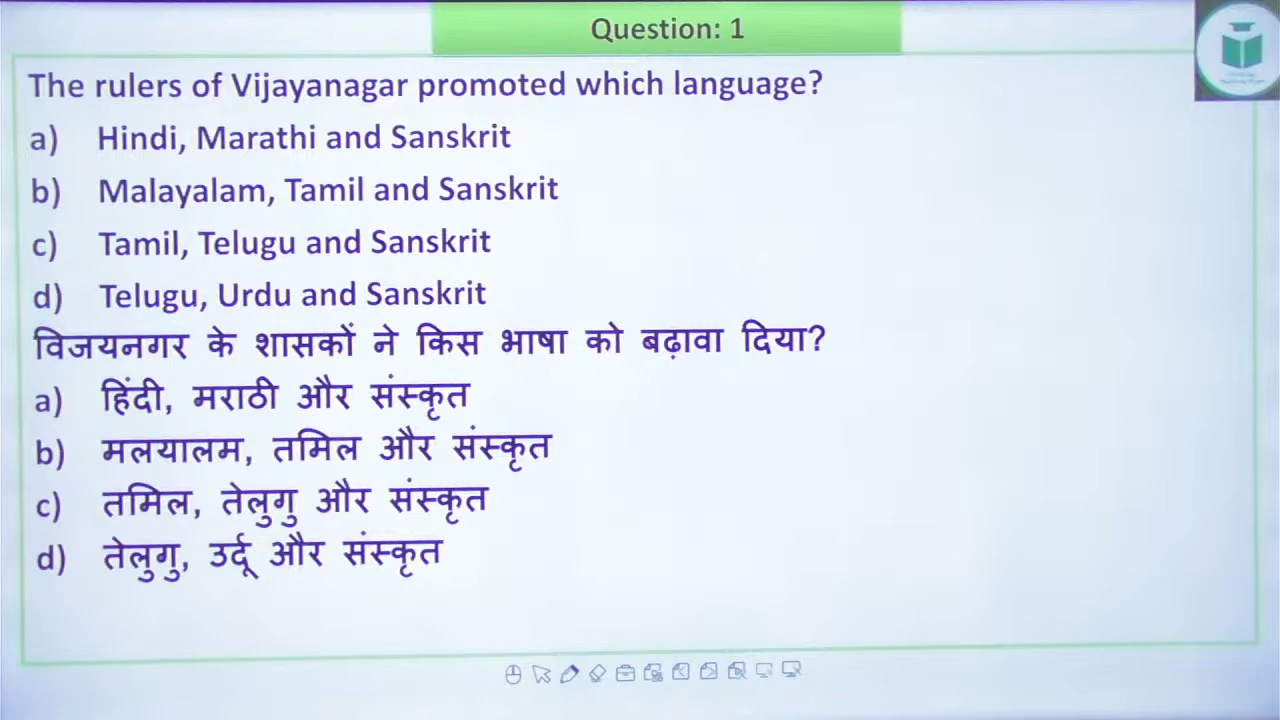 Question: 1
The rulers of Vijayanagar promoted which language?
a) Hindi, Marathi and Sanskrit
b) Malayalam, Tamil and Sanskrit
c) Tamil, Telugu and Sanskrit
d) Telugu, Urdu and Sanskrit
विजयनगर के शासकों ने किस भाषा को बढ़ावा दिया?
a) हिंदी, मराठी और संस्कृत
b) मलयालम, तमिल और संस्कृत
c) तमिल, तेलुगु और संस्कृत
d) तेलुगु, उर्दू और संस्कृत